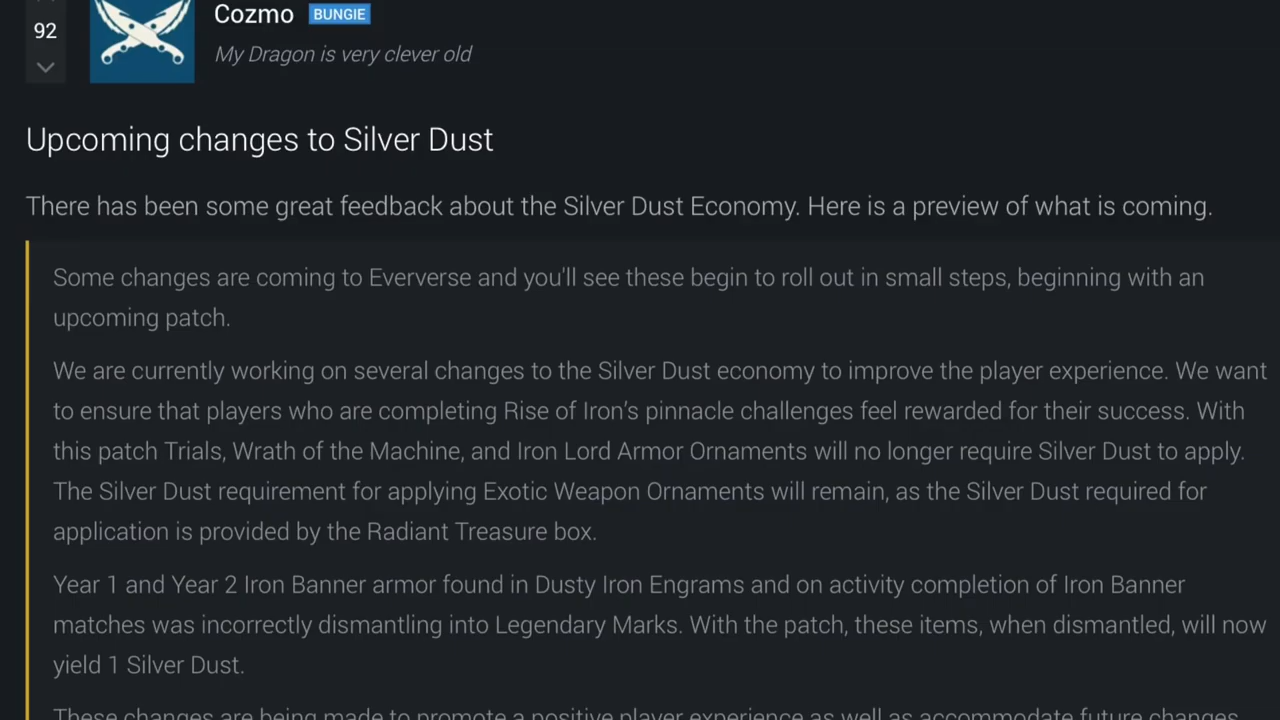 Cozmo BUNGIE
92
My Dragon is very clever old
Upcoming changes to Silver Dust
There has been some great feedback about the Silver Dust Economy. Here is a preview of what is coming.
Some changes are coming to Eververse and you'll see these begin to roll out in small steps, beginning with an
upcoming patch.
We are currently working on several changes to the Silver Dust economy to improve the player experience. We want
to ensure that players who are completing Rise of Iron's pinnacle challenges feel rewarded for their success. With
this patch Trials, Wrath of the Machine, and Iron Lord Armor Ornaments will no longer require Silver Dust to apply.
The Silver Dust requirement for applying Exotic Weapon Ornaments will remain, as the Silver Dust required for
application is provided by the Radiant Treasure box.
Year 1 and Year 2 Iron Banner armor found in Dusty Iron Engrams and on activity completion of Iron Banner
matches was incorrectly dismantling into Legendary Marks. With the patch, these items, when dismantled, will now
yield 1 Silver Dust.
These changes are being made to promote a positive player experience as well as accommodate future changes